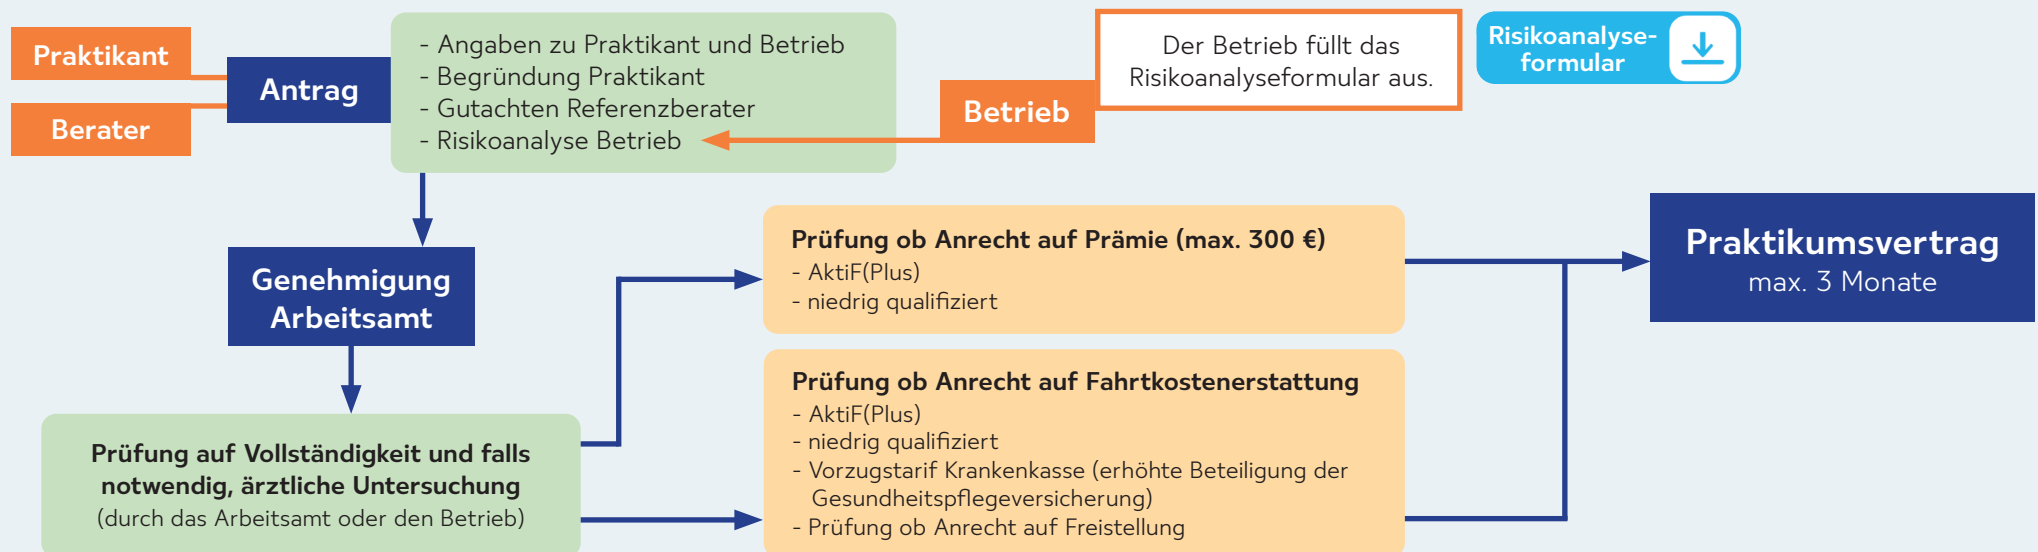 Praktikant
Berater
Antrag
- Angaben zu Praktikant und Betrieb
- Begründung Praktikant
- Gutachten Referenzberater
- Risikoanalyse Betrieb
Betrieb
Der Betrieb füllt das
Risikoanalyseformular aus.
Risikoanalyse-
formular
Genehmigung
Arbeitsamt
Prüfung auf Vollständigkeit und falls
notwendig, ärztliche Untersuchung
(durch das Arbeitsamt oder den Betrieb)
Prüfung ob Anrecht auf Prämie (max. 300 €)
- AktiF(Plus)
- niedrig qualifiziert
Prüfung ob Anrecht auf Fahrtkostenerstattung
- AktiF(Plus)
- niedrig qualifiziert
- Vorzugstarif Krankenkasse (erhöhte Beteiligung der
Gesundheitspflegeversicherung)
- Prüfung ob Anrecht auf Freistellung
Praktikumsvertrag
max. 3 Monate